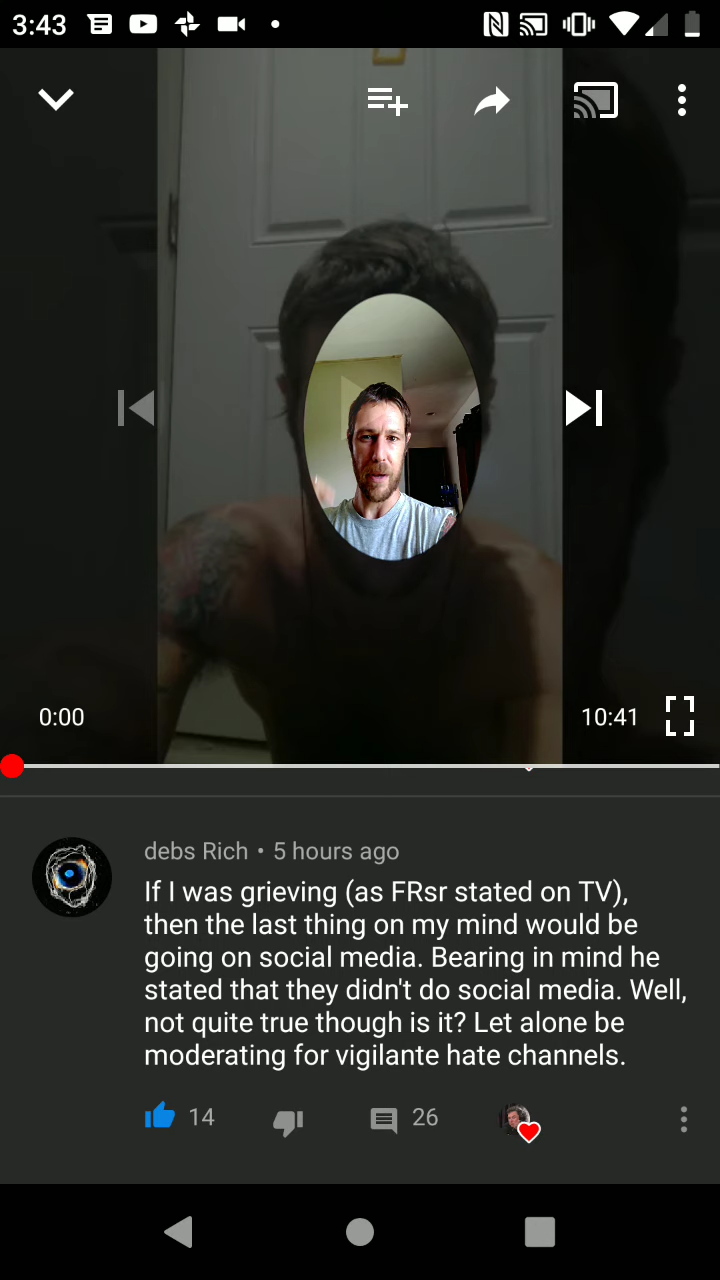 3:43
0:00
10:41
debs Rich • 5 hours ago
If I was grieving (as FRsr stated on TV),
then the last thing on my mind would be
going on social media. Bearing in mind he
stated that they didn't do social media. Well,
not quite true though is it? Let alone be
moderating for vigilante hate channels.
14
26